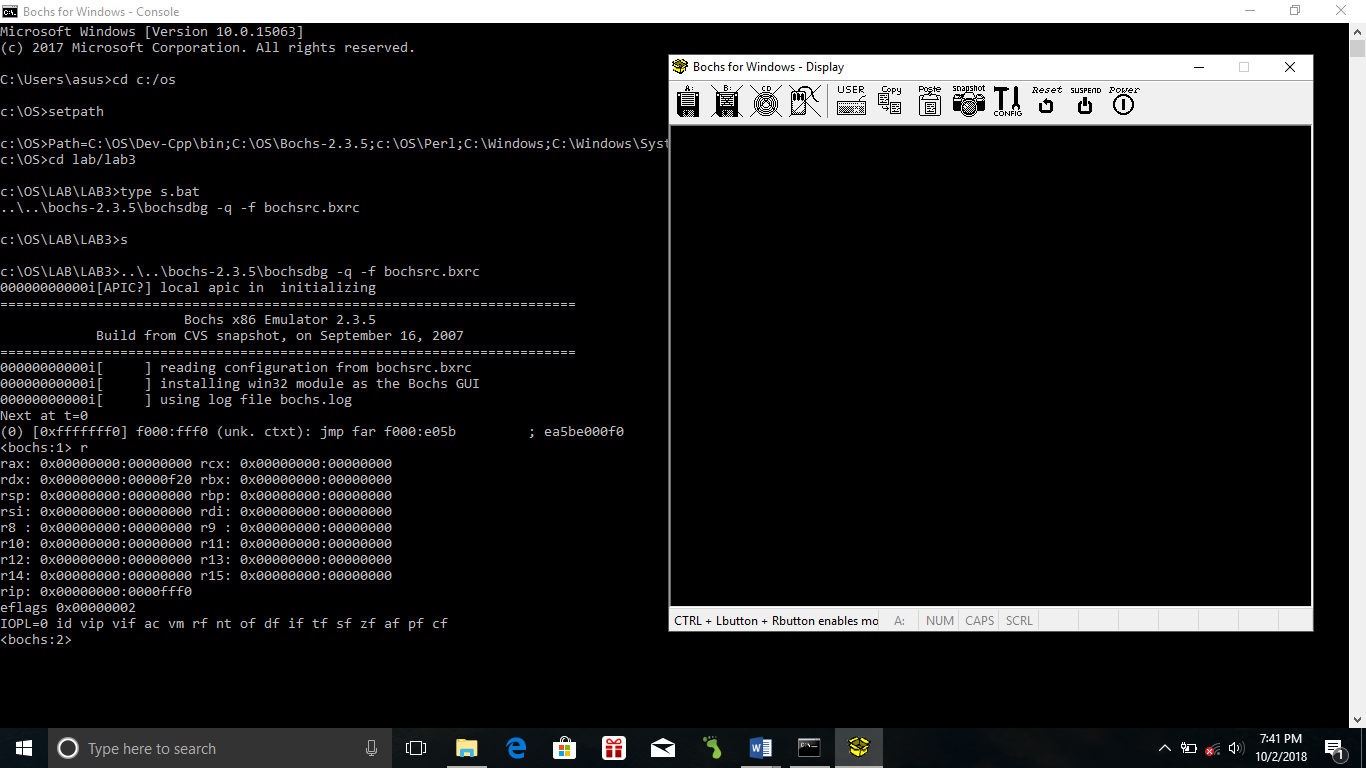 Bochs for Windows - Console
Microsoft Windows [Version 10.0.15063]
(c) 2017 Microsoft Corporation. All rights reserved.
C:\Users\asus>cd c:/os
c:\OS>setpath
c:\OS>Path=C:\OS\Dev-Cpp\bin;C:\OS\Bochs-2.3.5;c:\OS\Perl;C:\Windows;C:\Windows\Syst
c:\OS>cd lab/lab3
c:\OS\LAB\LAB3>type s.bat
..\..\bochs-2.3.5\bochsdbg -q -f bochsrc.bxrc
c:\OS\LAB\LAB3>s
c:\OS\LAB\LAB3>..\..\bochs-2.3.5\bochsdbg -q -f bochsrc.bxrc
00000000000i[APIC?] local apic in  initializing
========================================================================
Bochs x86 Emulator 2.3.5
Build from CVS snapshot, on September 16, 2007
========================================================================
00000000000i[     ] reading configuration from bochsrc.bxrc
00000000000i[     ] installing win32 module as the Bochs GUI
00000000000i[     ] using log file bochs.log
Next at t=0
(0) [0xfffffff0] f000:fff0 (unk. ctxt): jmp far f000:e05b         ; ea5be000f0
<bochs:1> r
rax: 0x00000000:00000000 rcx: 0x00000000:00000000
rdx: 0x00000000:00000f20 rbx: 0x00000000:00000000
rsp: 0x00000000:00000000 rbp: 0x00000000:00000000
rsi: 0x00000000:00000000 rdi: 0x00000000:00000000
r8 : 0x00000000:00000000 r9 : 0x00000000:00000000
r10: 0x00000000:00000000 r11: 0x00000000:00000000
r12: 0x00000000:00000000 r13: 0x00000000:00000000
r14: 0x00000000:00000000 r15: 0x00000000:00000000
rip: 0x00000000:0000fff0
eflags 0x00000002
IOPL=0 id vip vif ac vm rf nt of df if tf sf zf af pf cf
<bochs:2>
Bochs for Windows - Display
A: B: CD USER Copy Paste snapshot CONFIG Reset SUSPEND Power
CTRL + Lbutton + Rbutton enables mo A: NUM CAPS SCRL
Type here to search
7:41 PM
10/2/2018
1